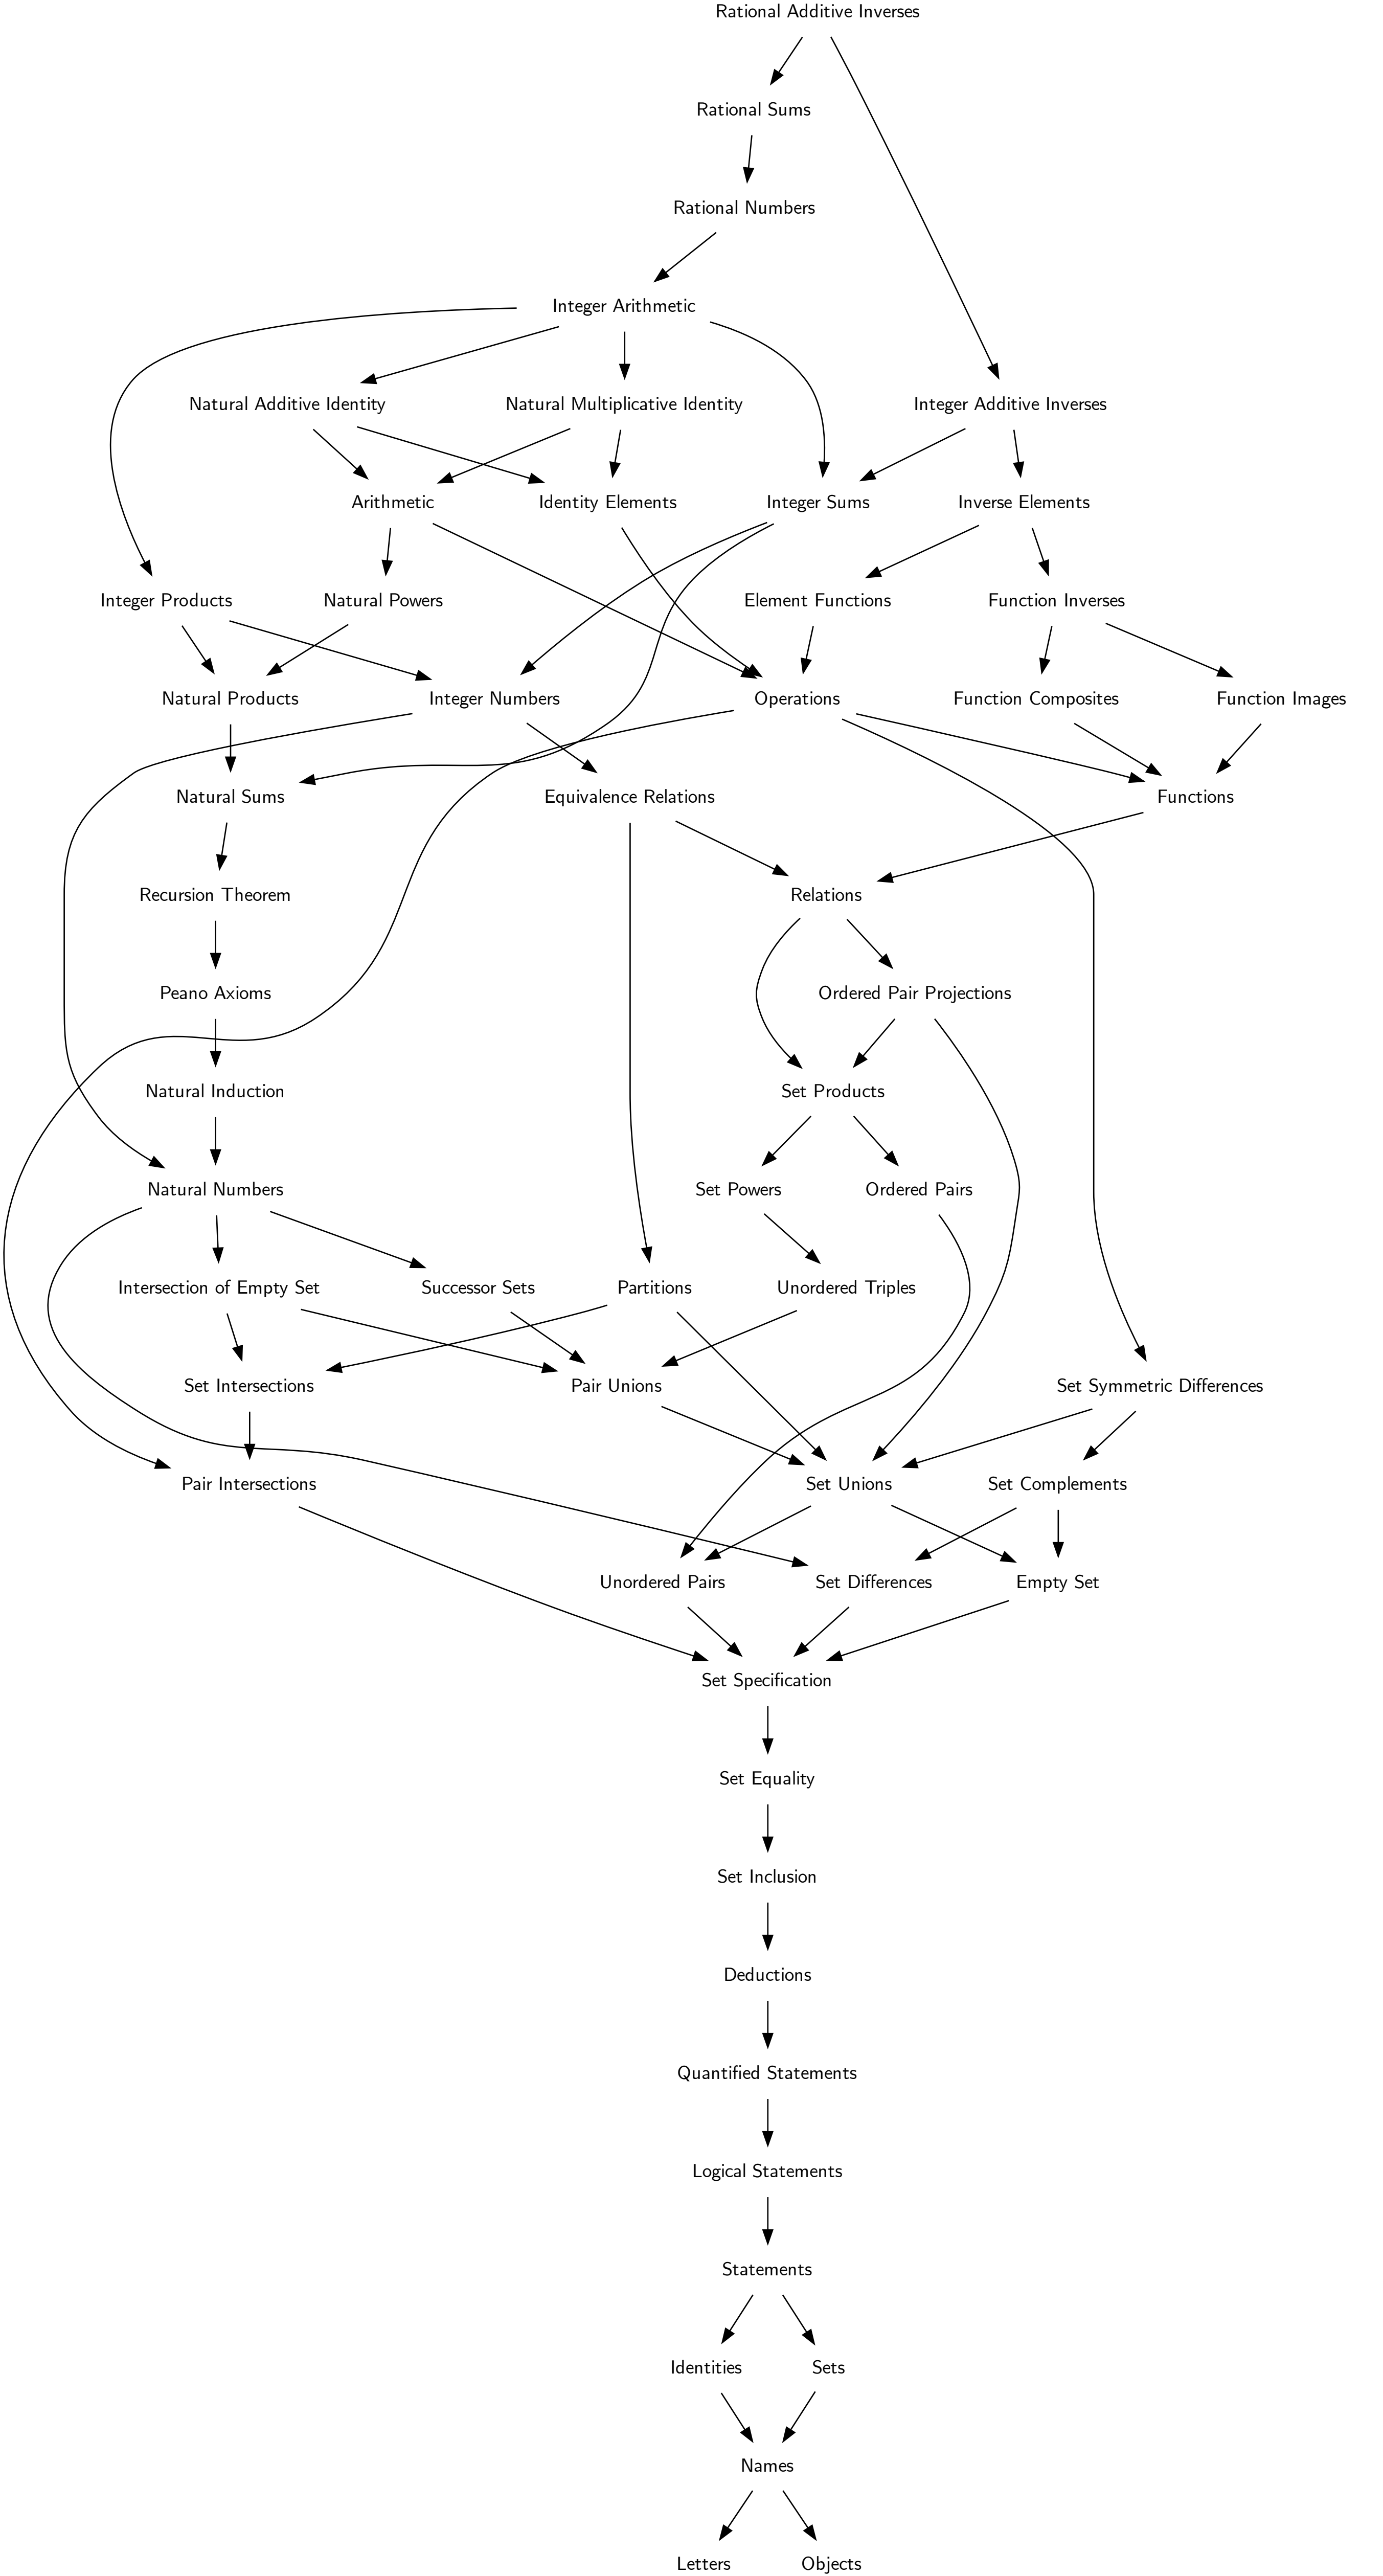 Rational Additive Inverses
Rational Sums
Rational Numbers
Integer Arithmetic
Natural Additive Identity
Natural Multiplicative Identity
Integer Additive Inverses
Arithmetic
Identity Elements
Integer Sums
Inverse Elements
Integer Products
Natural Powers
Element Functions
Function Inverses
Natural Products
Integer Numbers
Operations
Function Composites
Function Images
Natural Sums
Equivalence Relations
Functions
Recursion Theorem
Relations
Peano Axioms
Ordered Pair Projections
Natural Induction
Set Products
Natural Numbers
Set Powers
Ordered Pairs
Intersection of Empty Set
Successor Sets
Partitions
Unordered Triples
Set Intersections
Pair Unions
Set Symmetric Differences
Pair Intersections
Set Unions
Set Complements
Unordered Pairs
Set Differences
Empty Set
Set Specification
Set Equality
Set Inclusion
Deductions
Quantified Statements
Logical Statements
Statements
Identities
Sets
Names
Letters
Objects